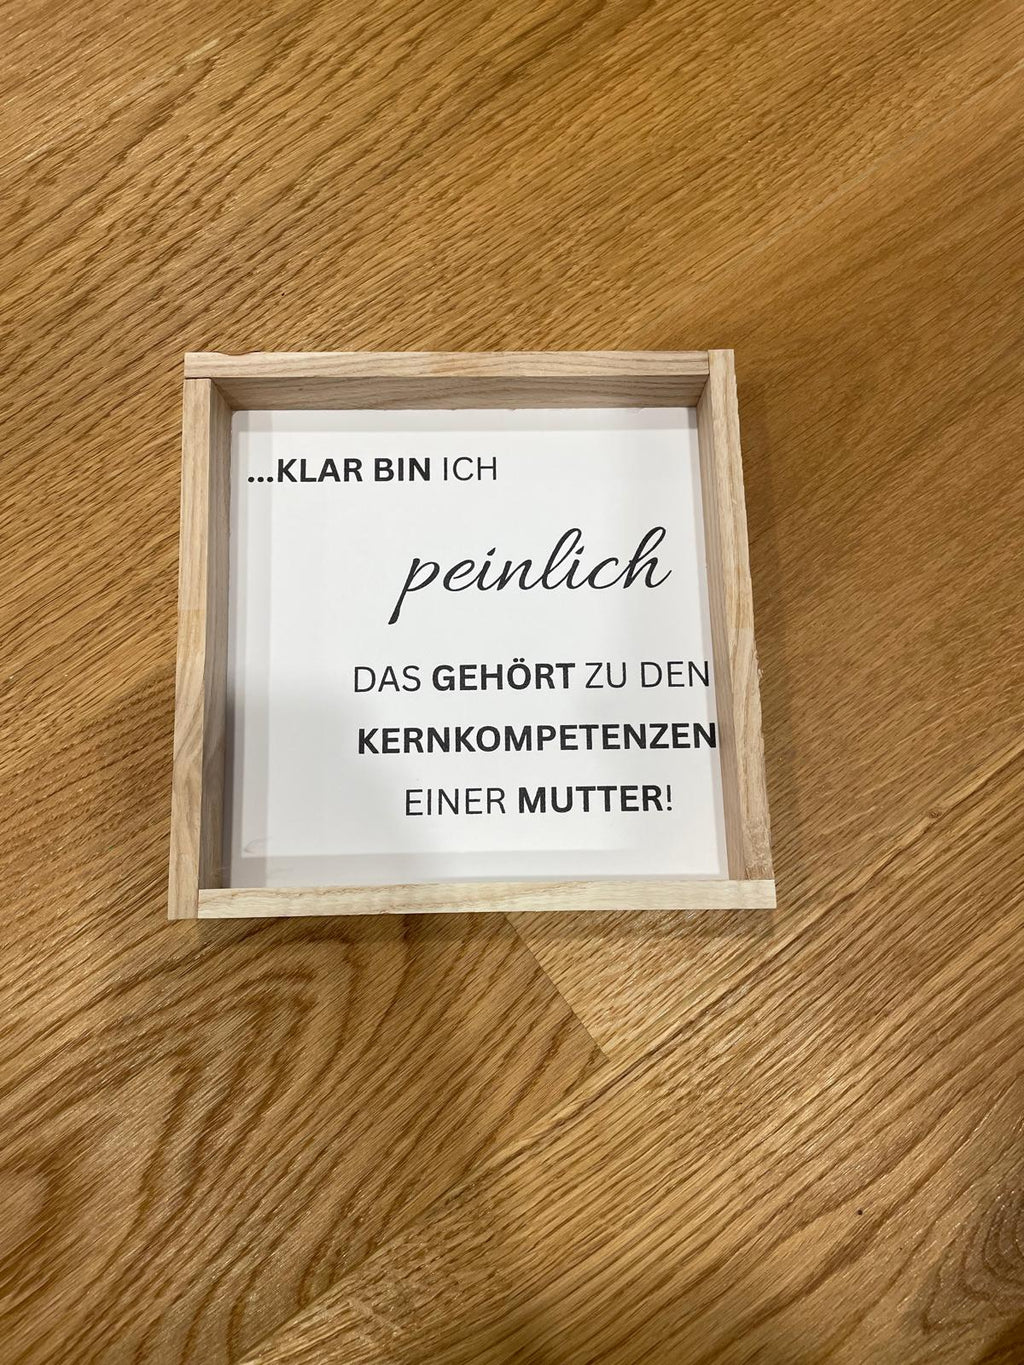 ...KLAR BIN ICH
peinlich
DAS GEHÖRT ZU DEN
KERNKOMPETENZEN
EINER MUTTER!